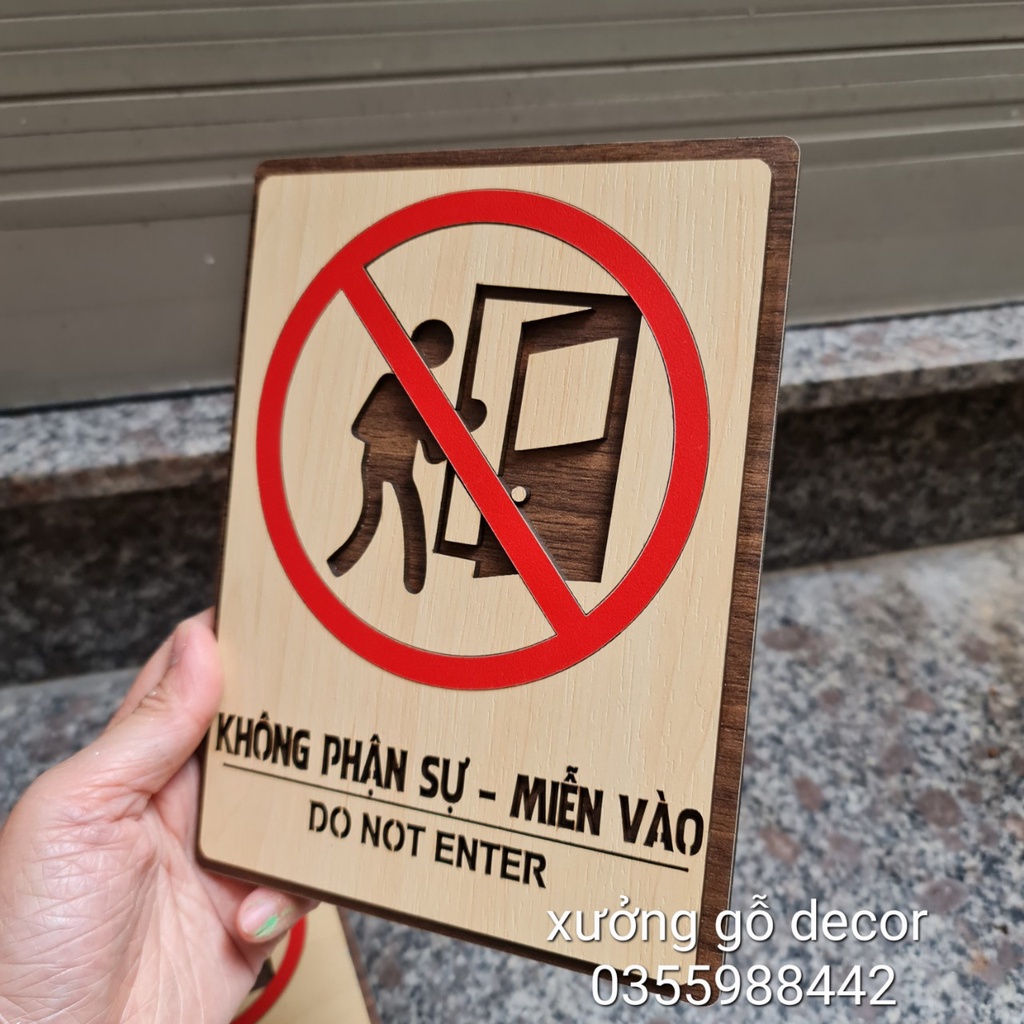 KHÔNG PHẬN SỰ - MIỄN VÀO
DO NOT ENTER
xưởng gỗ decor
0355988442